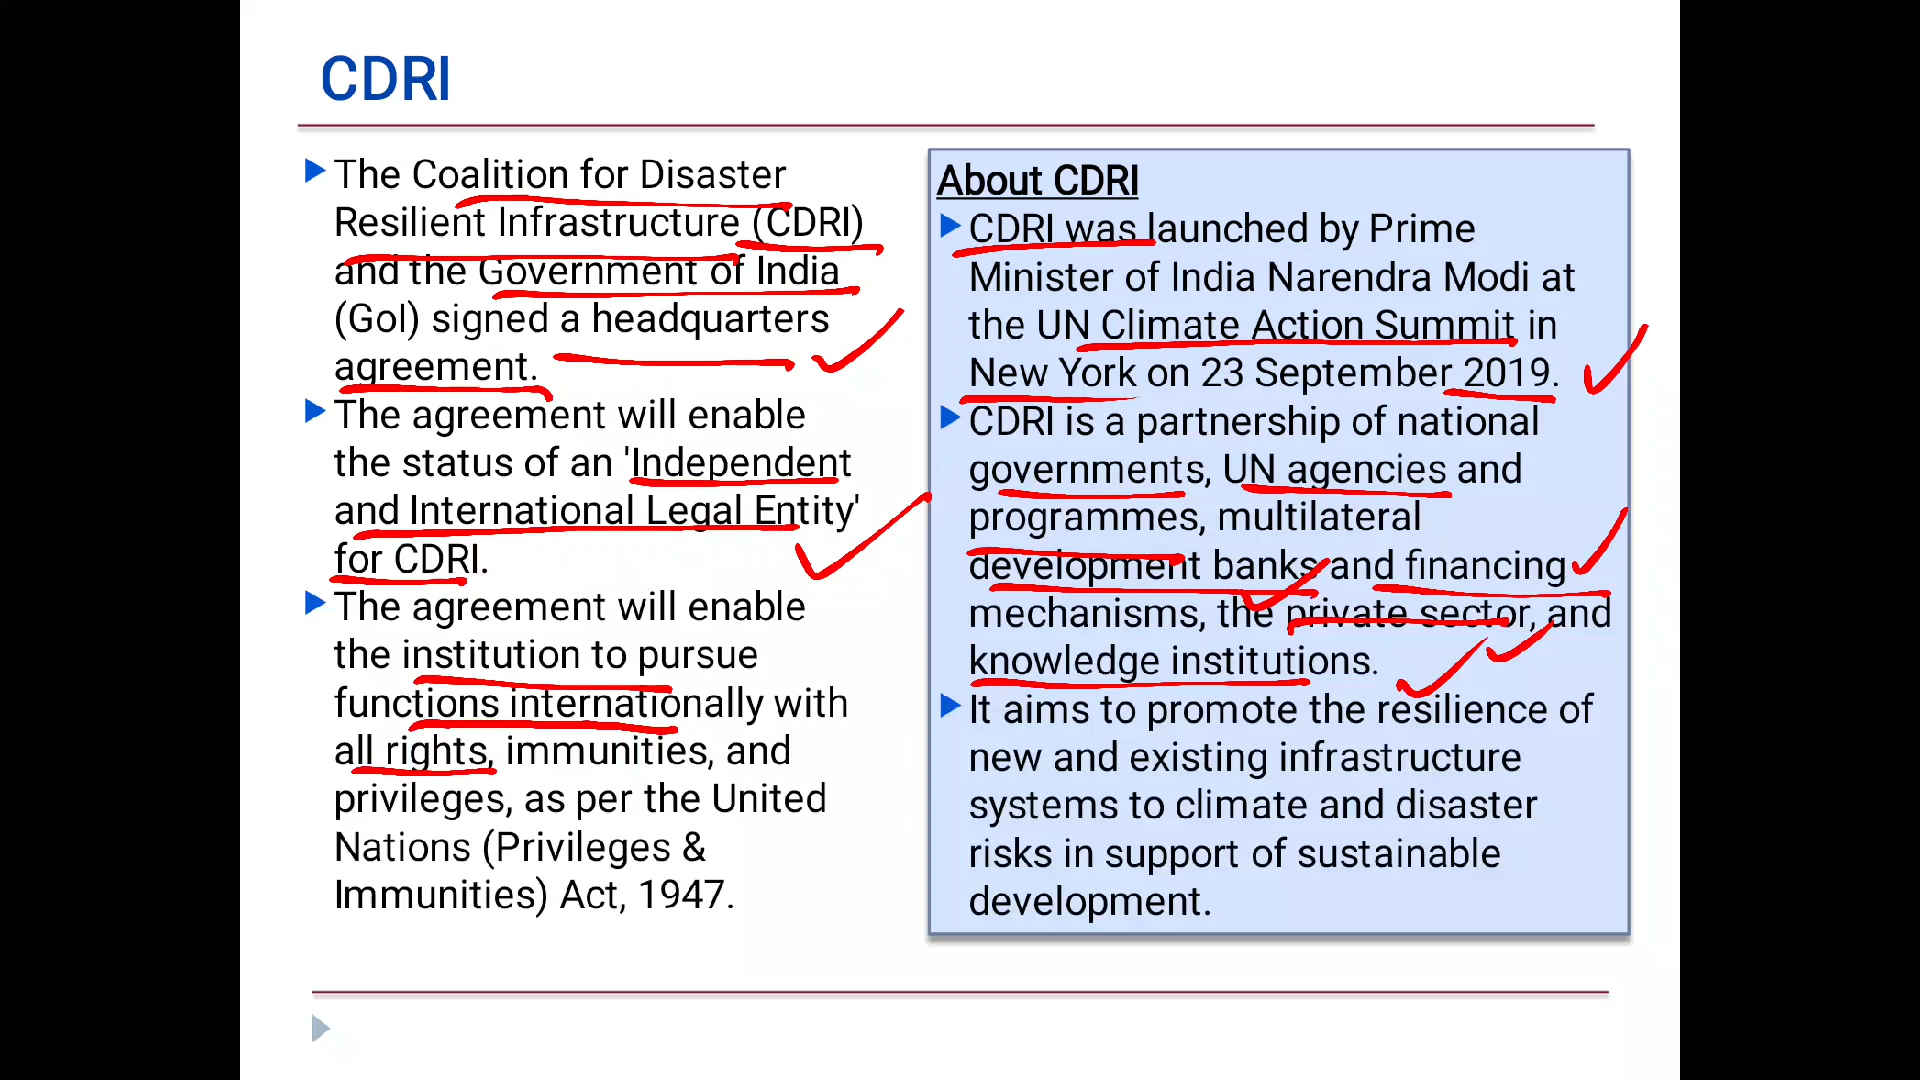 CDRI
The Coalition for Disaster
Resilient Infrastructure (CDRI)
and the Government of India
(GoI) signed a headquarters
agreement.
The agreement will enable
the status of an 'Independent
and International Legal Entity'
for CDRI.
The agreement will enable
the institution to pursue
functions internationally with
all rights, immunities, and
privileges, as per the United
Nations (Privileges &
Immunities) Act, 1947.
About CDRI
CDRI was launched by Prime
Minister of India Narendra Modi at
the UN Climate Action Summit in
New York on 23 September 2019.
CDRI is a partnership of national
governments, UN agencies and
programmes, multilateral
development banks and financing
mechanisms, the private sector, and
knowledge institutions.
It aims to promote the resilience of
new and existing infrastructure
systems to climate and disaster
risks in support of sustainable
development.